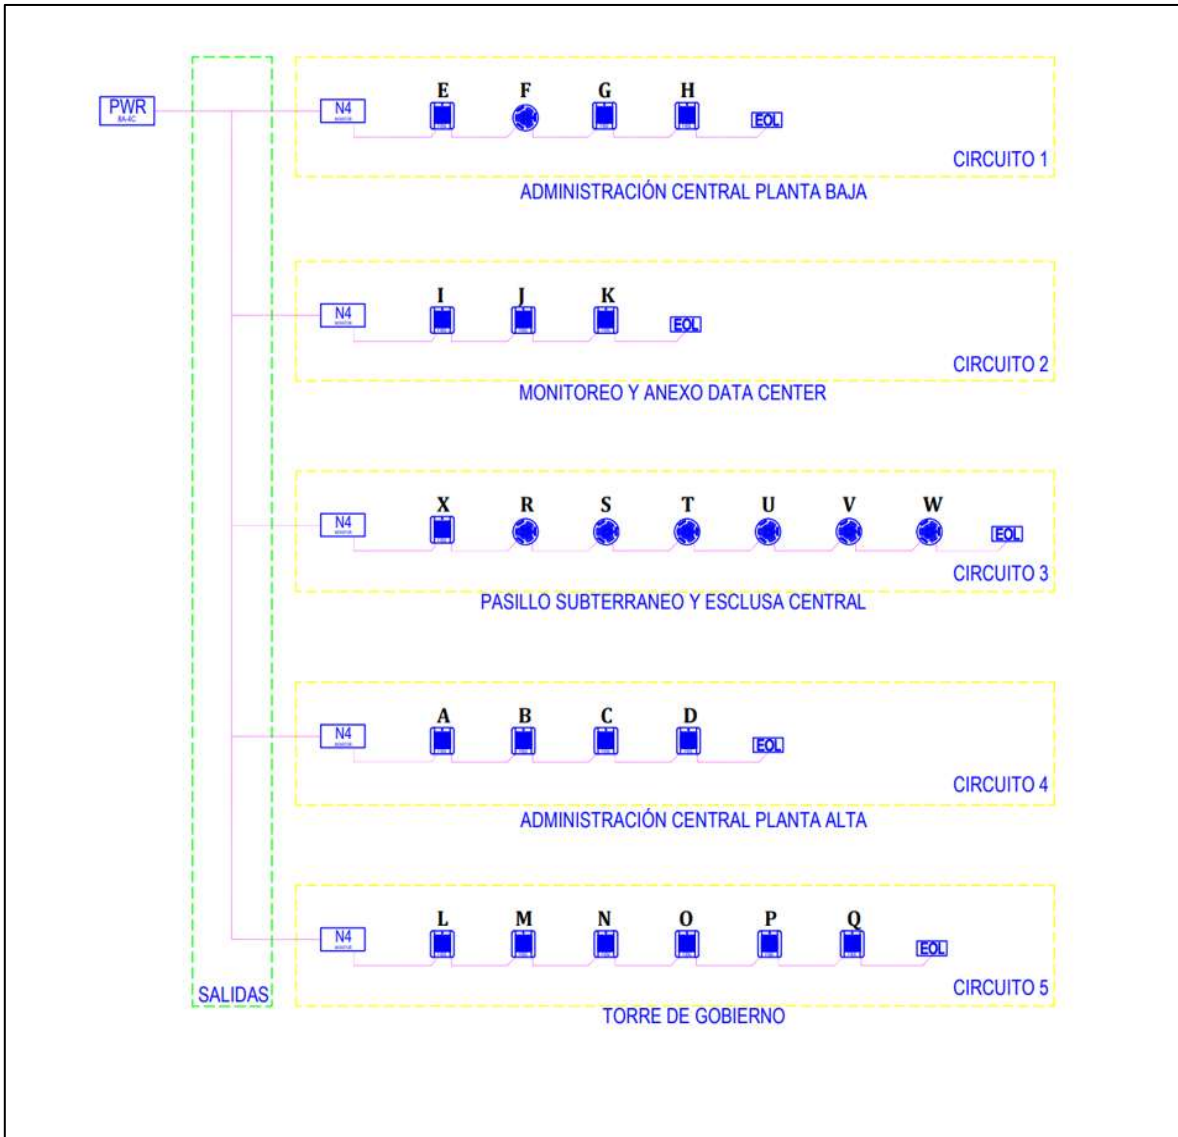 E F G H
PWR
8A-4C
N4
EOL
CIRCUITO 1
ADMINISTRACIÓN CENTRAL PLANTA BAJA
I J K
N4
EOL
CIRCUITO 2
MONITOREO Y ANEXO DATA CENTER
X R S T U V W
N4
EOL
CIRCUITO 3
PASILLO SUBTERRANEO Y ESCLUSA CENTRAL
A B C D
N4
EOL
CIRCUITO 4
ADMINISTRACIÓN CENTRAL PLANTA ALTA
L M N O P Q
N4
EOL
CIRCUITO 5
SALIDAS
TORRE DE GOBIERNO